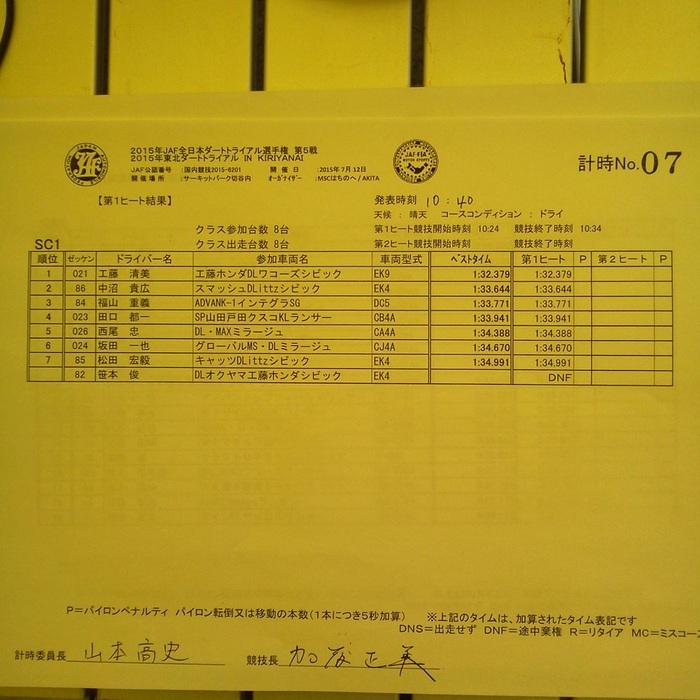 2015年JAF全日本ダートトライアル選手権 第5戦
2015年東北ダートトライアル IN KIRIYANAI
JAF公認番号 :国内競技2015-6201 開催日 :2015年7月12日
開催場所 :サーキットパーク切谷内 オーガナイザー :MSCはちのへ/AKITA
JAF-FIA
MOTOR SPORTS
計時No.07
【第1ヒート結果】
発表時刻 10:40
天候 : 晴天 コースコンディション : ドライ
クラス参加台数 8台
第1ヒート競技開始時刻 10:24 競技終了時刻 10:34
SC1 クラス出走台数 8台
第2ヒート競技開始時刻 競技終了時刻
順位 ゼッケン ドライバー名 参加車両名 車両型式 ベストタイム 第1ヒート P 第2ヒート P
1 021 工藤 清美 工藤ホンダDLワコーズシビック EK9 1:32.379 1:32.379
2 86 中沼 貴広 スマッシュDLittzシビック EK4 1:33.644 1:33.644
3 84 福山 重義 ADVANK-1インテグラSG DC5 1:33.771 1:33.771
4 023 田口 都一 SP山田戸田クスコKLランサー CB4A 1:33.941 1:33.941
5 026 西尾 忠 DL・MAXミラージュ CA4A 1:34.388 1:34.388
6 024 坂田 一也 グローバルMS・DLミラージュ CJ4A 1:34.670 1:34.670
7 85 松田 宏毅 キャッツDLittzシビック EK4 1:34.991 1:34.991
82 笹本 俊 DLオクヤマ工藤ホンダシビック EK4 DNF
P=パイロンペナルティ パイロン転倒又は移動の本数(1本につき5秒加算) ※上記のタイムは、加算されたタイム表記です
DNS=出走せず DNF=途中棄権 R=リタイア MC=ミスコース
計時委員長 山本高史 競技長 加藤正美